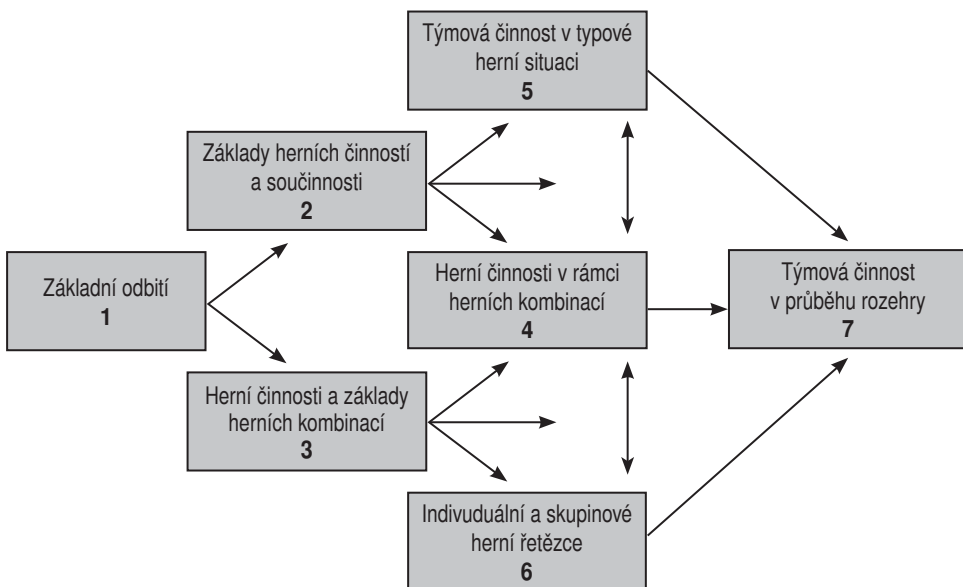 Týmová činnost v typové
herní situaci
5
Základy herních činností
a součinnosti
2
Základní odbití
1
Herní činnosti v rámci
herních kombinací
4
Týmová činnost
v průběhu rozehry
7
Herní činnosti a základy
herních kombinací
3
Indivuduální a skupinové
herní řetězce
6